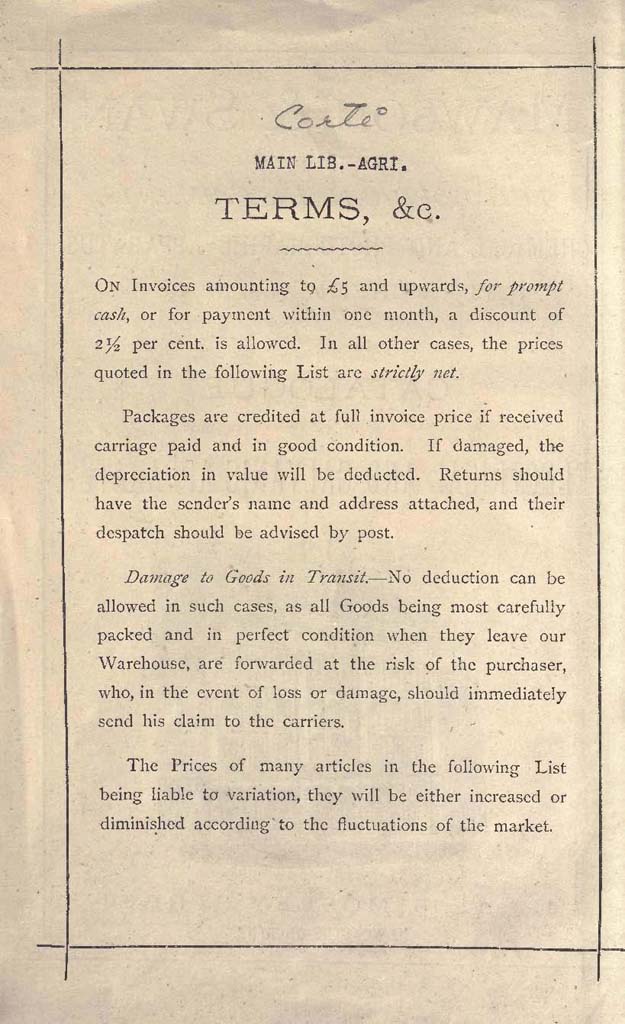 MAIN LIB.-AGRI.
TERMS, &c.
ON Invoices amounting to £5 and upwards, for prompt
cash, or for payment within one month, a discount of
2½ per cent. is allowed. In all other cases, the prices
quoted in the following List are strictly net.
Packages are credited at full invoice price if received
carriage paid and in good condition. If damaged, the
depreciation in value will be deducted. Returns should
have the sender's name and address attached, and their
despatch should be advised by post.
Damage to Goods in Transit.—No deduction can be
allowed in such cases, as all Goods being most carefully
packed and in perfect condition when they leave our
Warehouse, are forwarded at the risk of the purchaser,
who, in the event of loss or damage, should immediately
send his claim to the carriers.
The Prices of many articles in the following List
being liable to variation, they will be either increased or
diminished according to the fluctuations of the market.